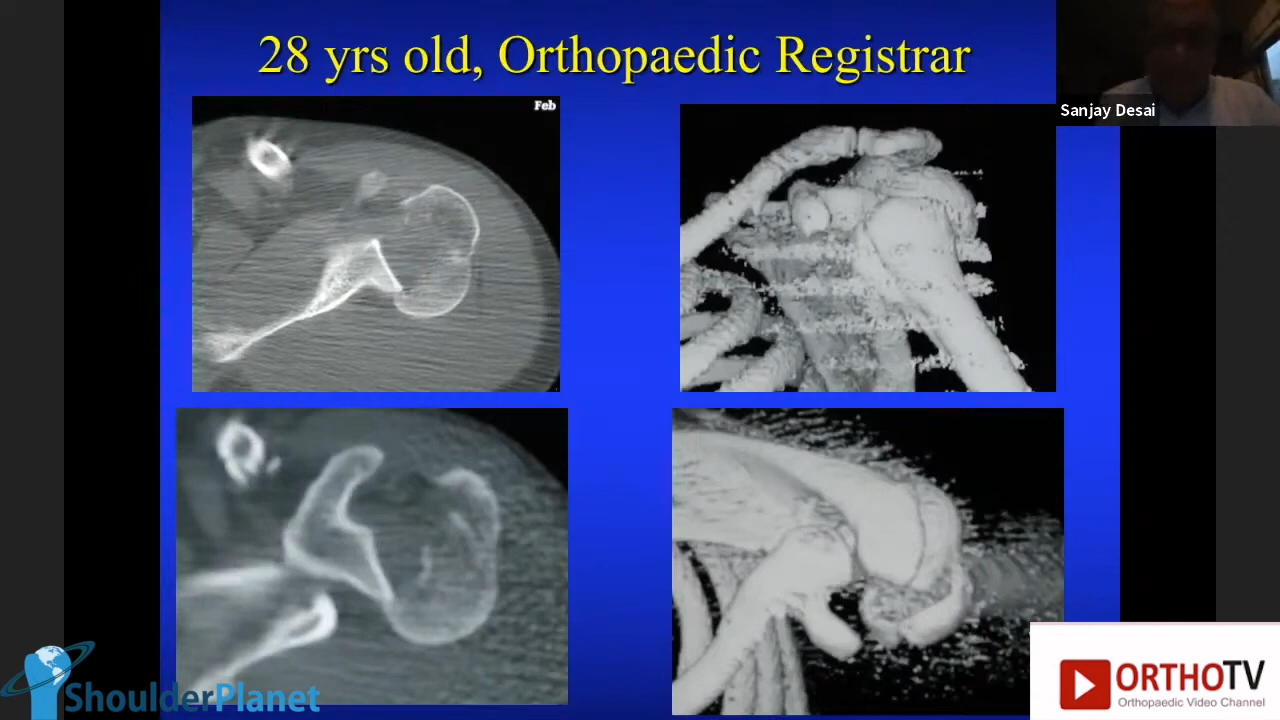 28 yrs old, Orthopaedic Registrar
Feb
Sanjay Desai
ShoulderPlanet
ORTHOTV
Orthopaedic Video Channel